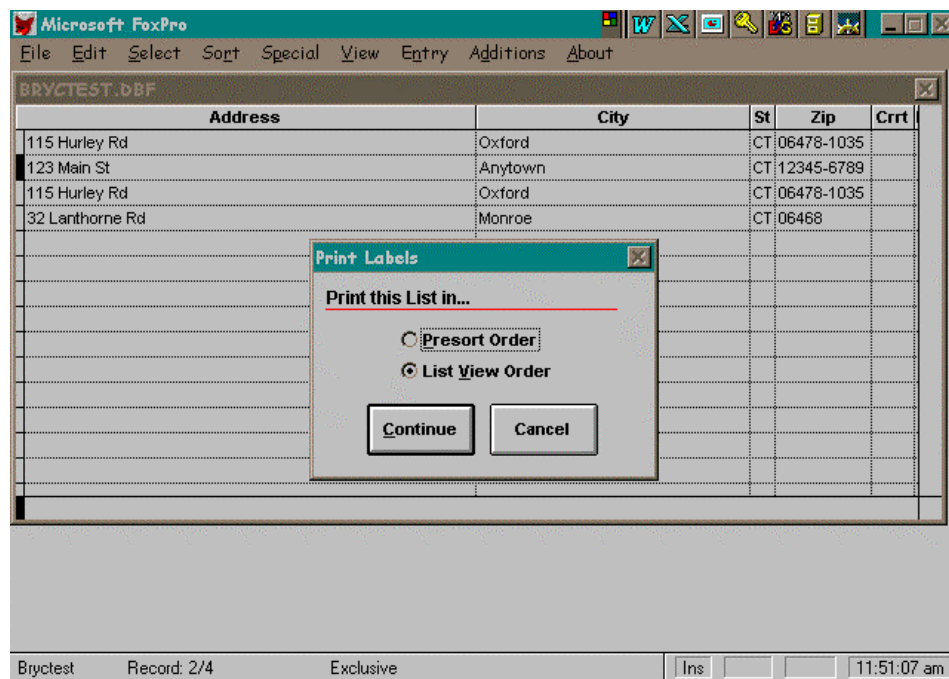 Microsoft FoxPro
File Edit Select Sort Special View Entry Additions About
BRYCTEST.DBF
Address City St Zip Crrt
115 Hurley Rd Oxford CT 06478-1035
123 Main St Anytown CT 12345-6789
115 Hurley Rd Oxford CT 06478-1035
32 Lanthorne Rd Monroe CT 06468
Print Labels
Print this List in...
Presort Order
List View Order
Continue Cancel
Bryctest Record: 2/4 Exclusive Ins 11:51:07 am